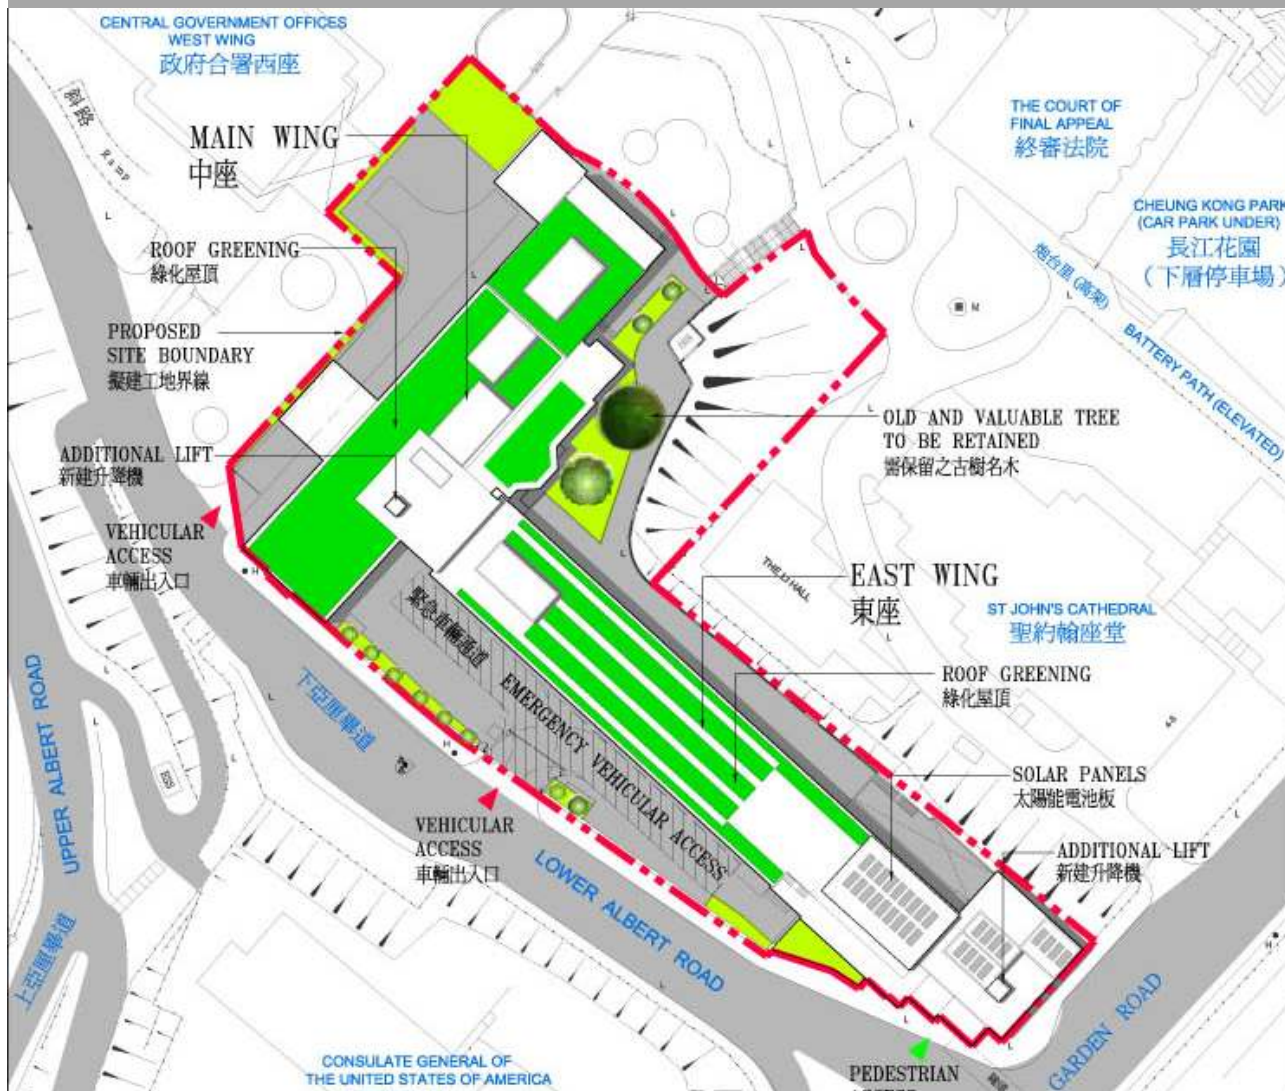 CENTRAL GOVERNMENT OFFICES
WEST WING
政府合署西座
斜路
Ramp
MAIN WING
中座
THE COURT OF
FINAL APPEAL
終審法院
CHEUNG KONG PARK
(CAR PARK UNDER)
長江花園
(下層停車場)
ROOF GREENING
綠化屋頂
炮台里 (高架)
BATTERY PATH (ELEVATED)
PROPOSED
SITE BOUNDARY
擬建工地界線
OLD AND VALUABLE TREE
TO BE RETAINED
需保留之古樹名木
ADDITIONAL LIFT
新建升降機
VEHICULAR
ACCESS
車輛出入口
THE LI HALL
EAST WING
東座
ST JOHN'S CATHEDRAL
聖約翰座堂
緊急車輛通道
EMERGENCY VEHICULAR ACCESS
ROOF GREENING
綠化屋頂
下亞厘畢道
UPPER ALBERT ROAD
上亞厘畢道
SOLAR PANELS
太陽能電池板
VEHICULAR
ACCESS
車輛出入口
LOWER ALBERT ROAD
ADDITIONAL LIFT
新建升降機
GARDEN ROAD
CONSULATE GENERAL OF
THE UNITED STATES OF AMERICA
PEDESTRIAN